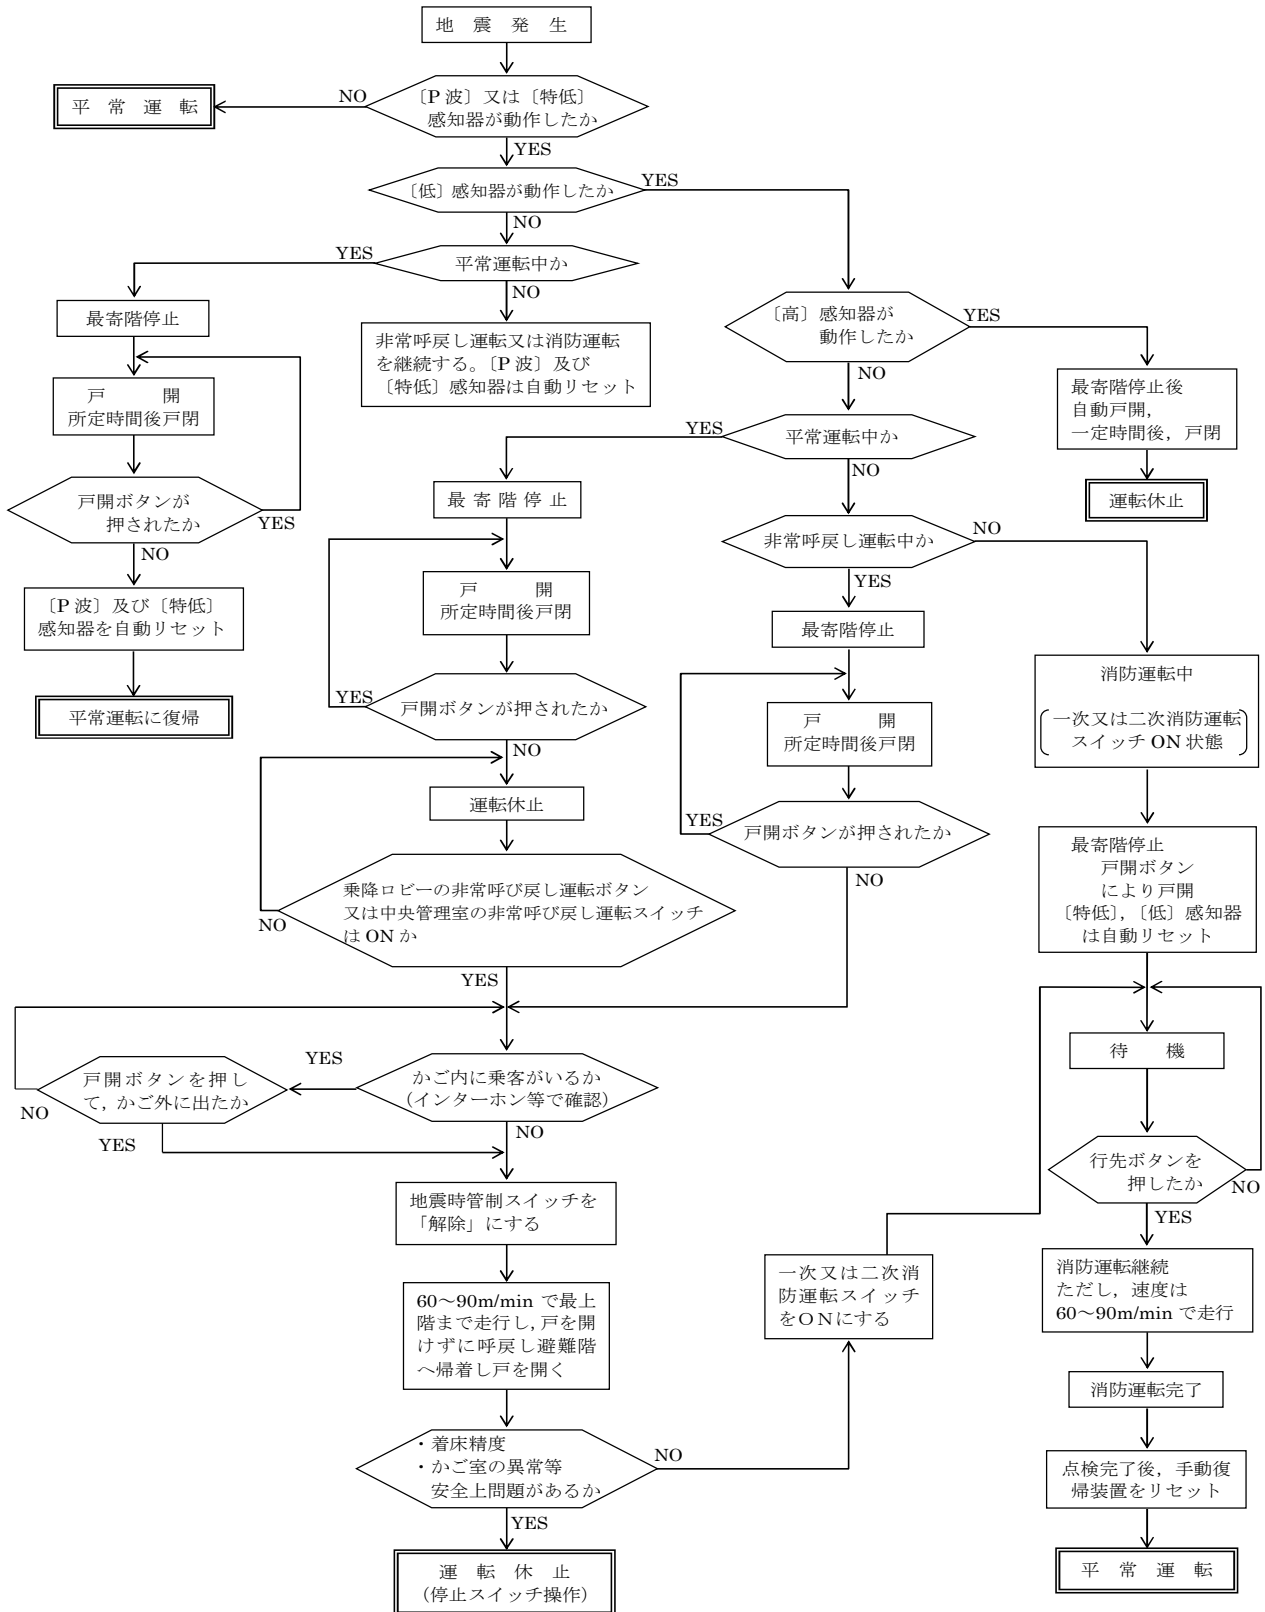 地 震 発 生
〔P 波〕又は〔特低〕
感知器が動作したか
NO
平 常 運 転
YES
〔低〕感知器が動作したか
YES
NO
平常運転中か
YES
NO
最寄階停止
戸 開
所定時間後戸閉
戸開ボタンが
押されたか
YES
NO
〔P 波〕及び〔特低〕
感知器を自動リセット
平常運転に復帰
非常呼戻し運転又は消防運転
を継続する。〔P 波〕及び
〔特低〕感知器は自動リセット
〔高〕感知器が
動作したか
YES
NO
最寄階停止後
自動戸開，
一定時間後，戸閉
運転休止
平常運転中か
YES
NO
最 寄 階 停 止
戸 開
所定時間後戸閉
戸開ボタンが押されたか
YES
NO
運転休止
乗降ロビーの非常呼び戻し運転ボタン
又は中央管理室の非常呼び戻し運転スイッチ
は ON か
NO
YES
非常呼戻し運転中か
NO
YES
最寄階停止
戸 開
所定時間後戸閉
戸開ボタンが押されたか
YES
NO
消防運転中
一次又は二次消防運転
スイッチ ON 状態
最寄階停止
戸開ボタン
により戸開
〔特低〕，〔低〕感知器
は自動リセット
待 機
行先ボタンを
押したか
NO
YES
消防運転継続
ただし，速度は
60～90m/min で走行
消防運転完了
点検完了後，手動復
帰装置をリセット
平 常 運 転
かご内に乗客がいるか
（インターホン等で確認）
YES
NO
戸開ボタンを押し
て，かご外に出たか
NO
YES
地震時管制スイッチを
「解除」にする
60～90m/min で最上
階まで走行し，戸を開
けずに呼戻し避難階
へ帰着し戸を開く
・着床精度
・かご室の異常等
安全上問題があるか
NO
YES
一次又は二次消
防運転スイッチ
をＯＮにする
運 転 休 止
（停止スイッチ操作）